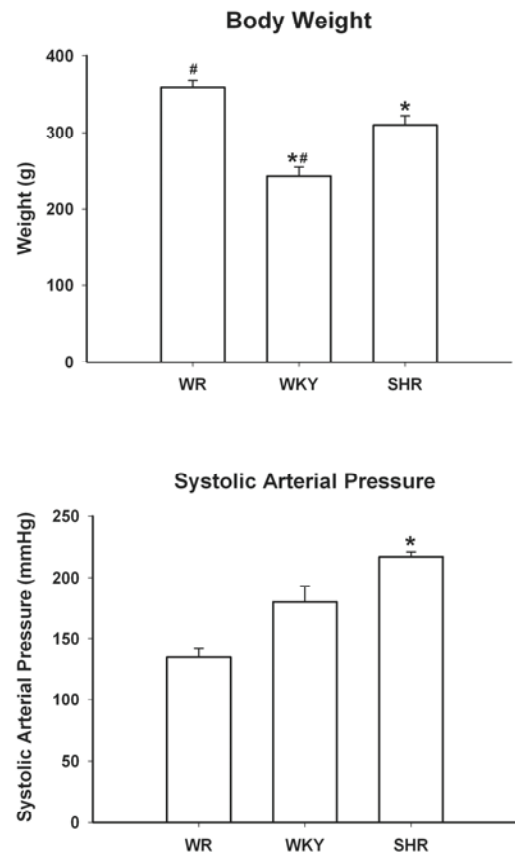 Body Weight
400
300
200
100
0
Weight (g)
#
*#
*
WR WKY SHR
Systolic Arterial Pressure
250
200
150
100
50
0
Systolic Arterial Pressure (mmHg)
*
WR WKY SHR